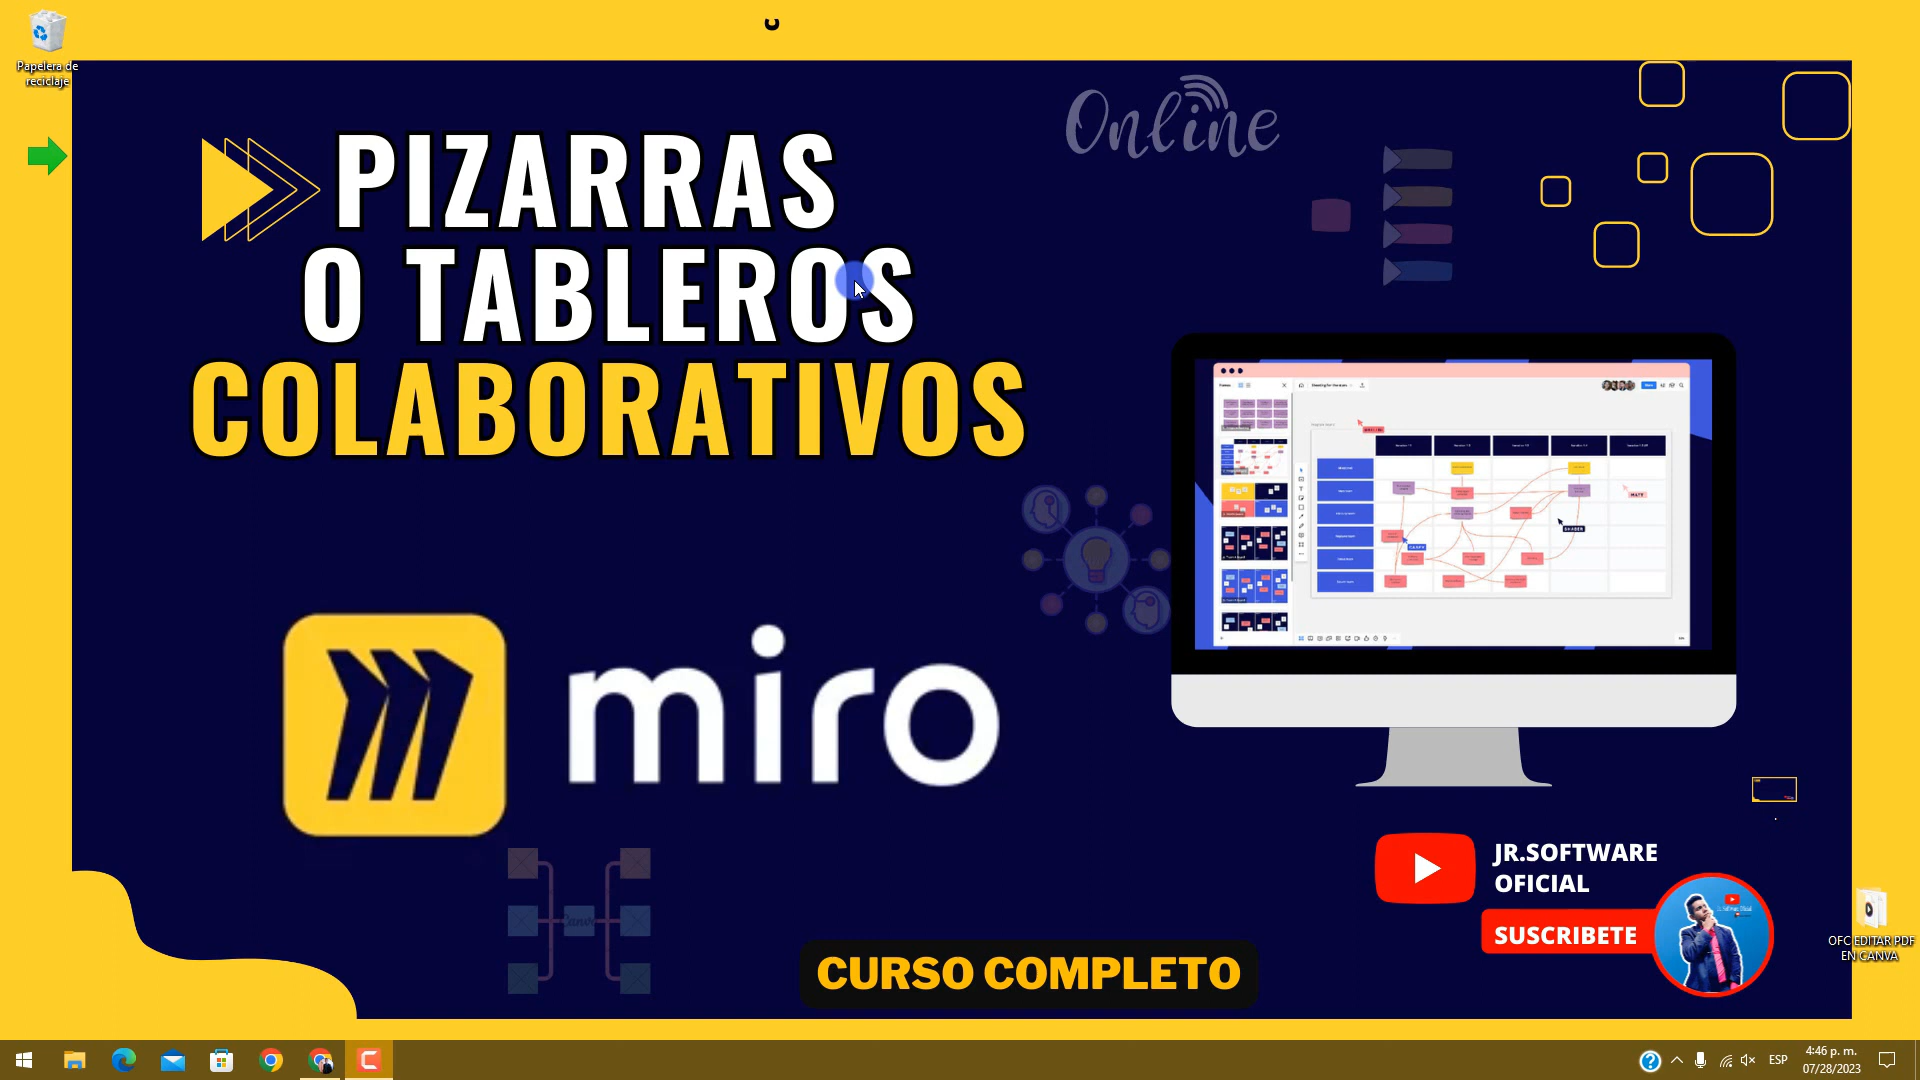 Papelera de
reciclaje
Online
PIZARRAS
O TABLEROS
COLABORATIVOS
miro
Canva
JR.SOFTWARE
OFICIAL
SUSCRIBETE
OFC EDITAR PDF
EN CANVA
CURSO COMPLETO
ESP
4:46 p. m.
07/28/2023